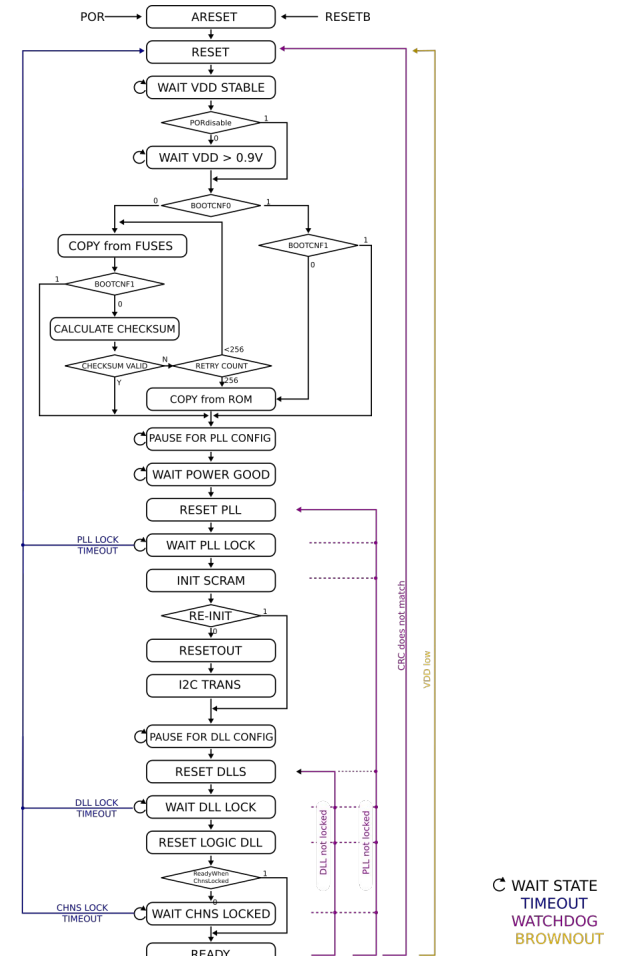 POR
ARESET
RESETB
RESET
WAIT VDD STABLE
PORdisable
1
0
WAIT VDD > 0.9V
0
BOOTCNF0
1
COPY from FUSES
BOOTCNF1
1
0
1
BOOTCNF1
0
CALCULATE CHECKSUM
<256
CHECKSUM VALID
N
RETRY COUNT
Y
256
COPY from ROM
PAUSE FOR PLL CONFIG
WAIT POWER GOOD
RESET PLL
PLL LOCK
TIMEOUT
WAIT PLL LOCK
INIT SCRAM
RE-INIT
1
0
RESETOUT
I2C TRANS
CRC does not match
VDD low
PAUSE FOR DLL CONFIG
RESET DLLS
DLL LOCK
TIMEOUT
WAIT DLL LOCK
RESET LOGIC DLL
DLL not locked
PLL not locked
ReadyWhen
ChnsLocked
1
0
CHNS LOCK
TIMEOUT
WAIT CHNS LOCKED
READY
WAIT STATE
TIMEOUT
WATCHDOG
BROWNOUT